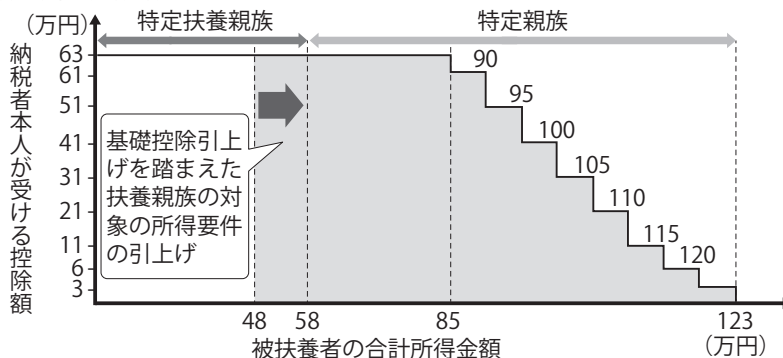 (万円)
特定扶養親族
特定親族
納税者本人が受ける控除額
63
61
51
41
31
21
11
6
3
90
95
100
105
110
115
120
基礎控除引上
げを踏まえた
扶養親族の対
象の所得要件
の引上げ
48
58
85
123
被扶養者の合計所得金額
(万円)